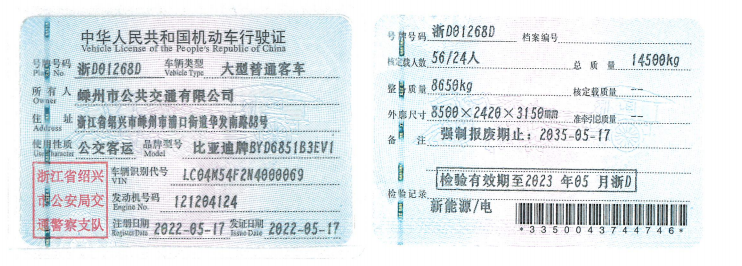 中华人民共和国机动车行驶证
Vehicle License of the People's Republic of China
号牌号码 浙D01268D 车辆类型 大型普通客车
Plate No. Vehicle Type
所有人 嵊州市公共交通有限公司
Owner
住址 浙江省绍兴市嵊州市浦口街道华发南路88号
Address
使用性质 公交客运 品牌型号 比亚迪牌BYD6851B3EV1
Use Character Model
浙江省绍兴
市公安局交
通警察支队
车辆识别代号 LC04K54F2N4000069
VIN
发动机号码 121204124
Engine No.
注册日期 2022-05-17 发证日期 2022-05-17
Register Date Issue Date
号牌号码 浙D01268D 档案编号
核定载人数 56/24人 总质量 14500kg
整备质量 8650kg 核定载质量 --
外廓尺寸 8500×2420×3150mm 准牵引总质量 --
备注 强制报废期止：2035-05-17
检验有效期至2023 年05 月浙D
检验记录
新能源/电
*3350043744746*